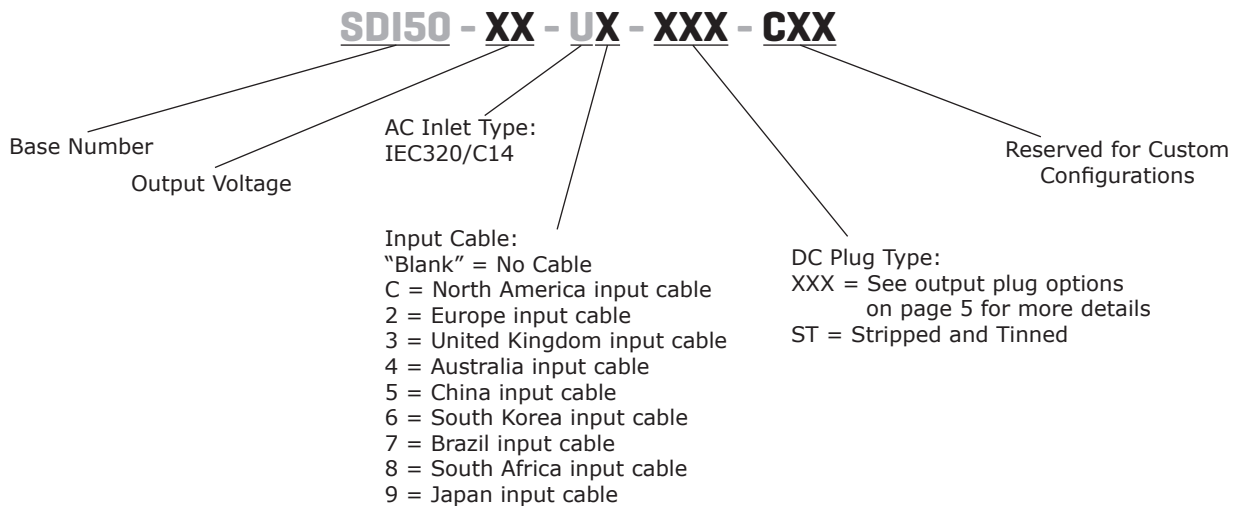 SDI50 - XX - UX - XXX - CXX
Base Number
Output Voltage
AC Inlet Type:
IEC320/C14
Input Cable:
"Blank" = No Cable
C = North America input cable
2 = Europe input cable
3 = United Kingdom input cable
4 = Australia input cable
5 = China input cable
6 = South Korea input cable
7 = Brazil input cable
8 = South Africa input cable
9 = Japan input cable
DC Plug Type:
XXX = See output plug options
on page 5 for more details
ST = Stripped and Tinned
Reserved for Custom
Configurations